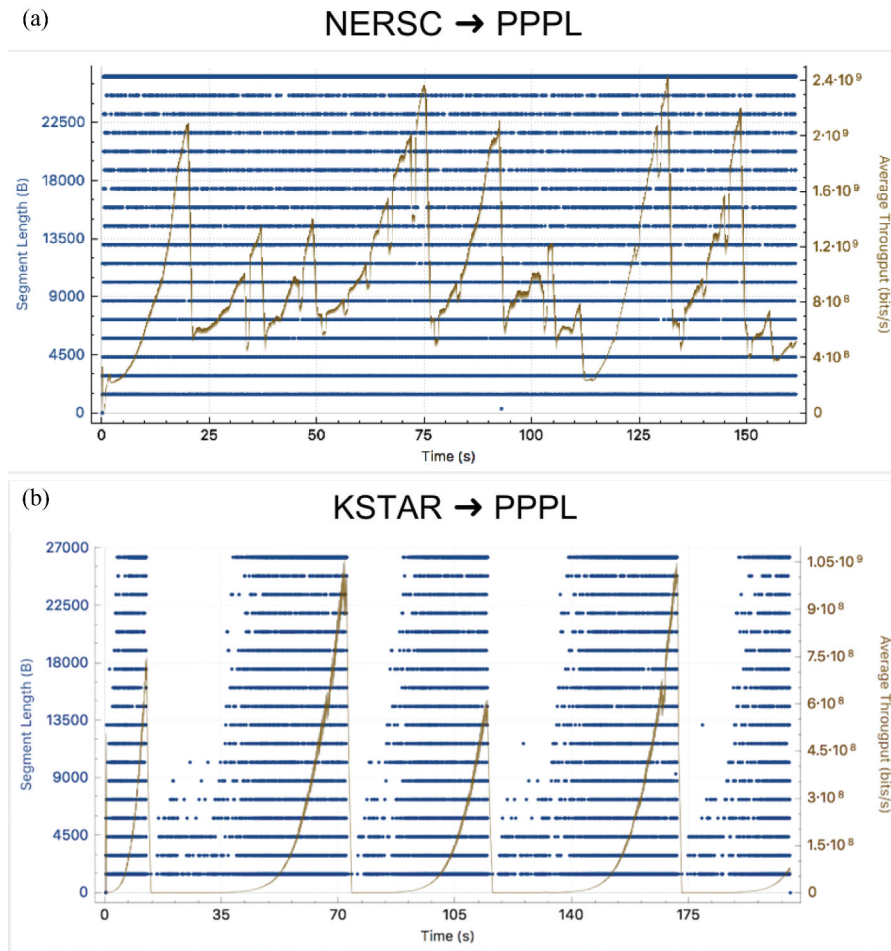 (a)
NERSC → PPPL
Segment Length (B)
22500
18000
13500
9000
4500
0
2.4·10⁹
2·10⁹
1.6·10⁹
1.2·10⁹
8·10⁸
4·10⁸
0
Average Througput (bits/s)
0 25 50 75 100 125 150
Time (s)
(b)
KSTAR → PPPL
Segment Length (B)
27000
22500
18000
13500
9000
4500
0
1.05·10⁹
9·10⁸
7.5·10⁸
6·10⁸
4.5·10⁸
3·10⁸
1.5·10⁸
0
Average Througput (bits/s)
0 35 70 105 140 175
Time (s)